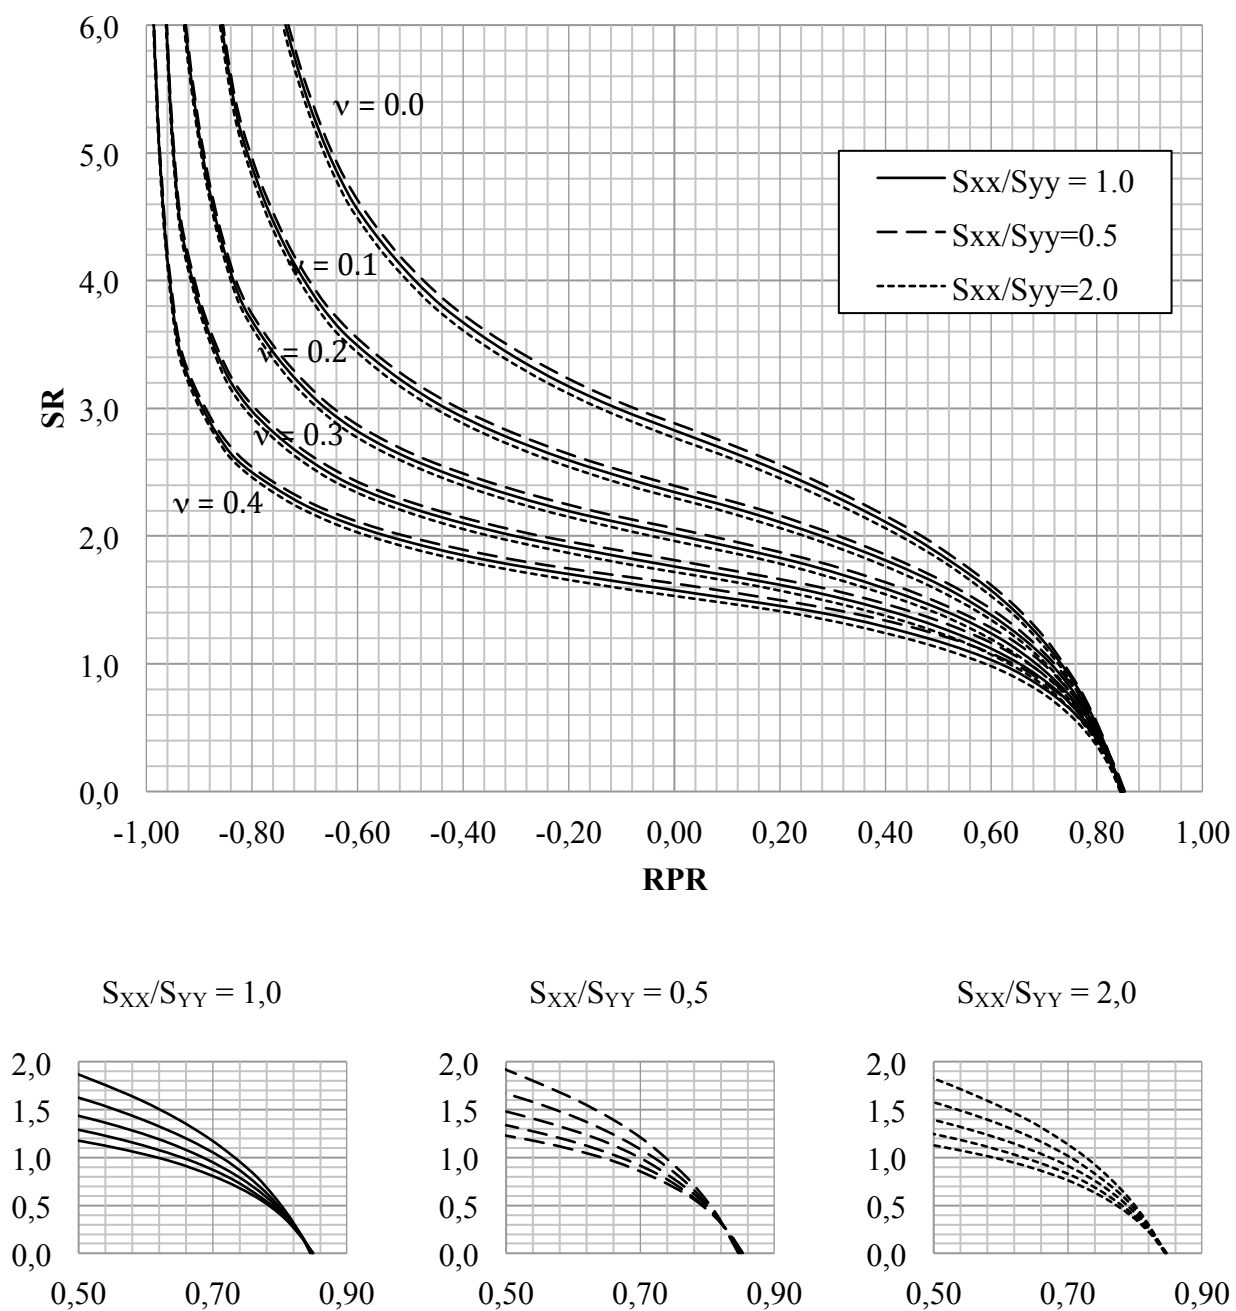 6,0
5,0
4,0
3,0
2,0
1,0
0,0
SR
ν = 0.0
ν = 0.1
ν = 0.2
ν = 0.3
ν = 0.4
Sxx/Syy = 1.0
Sxx/Syy=0.5
Sxx/Syy=2.0
-1,00 -0,80 -0,60 -0,40 -0,20 0,00 0,20 0,40 0,60 0,80 1,00
RPR
SXX/SYY = 1,0
2,0
1,5
1,0
0,5
0,0
0,50 0,70 0,90
SXX/SYY = 0,5
2,0
1,5
1,0
0,5
0,0
0,50 0,70 0,90
SXX/SYY = 2,0
2,0
1,5
1,0
0,5
0,0
0,50 0,70 0,90